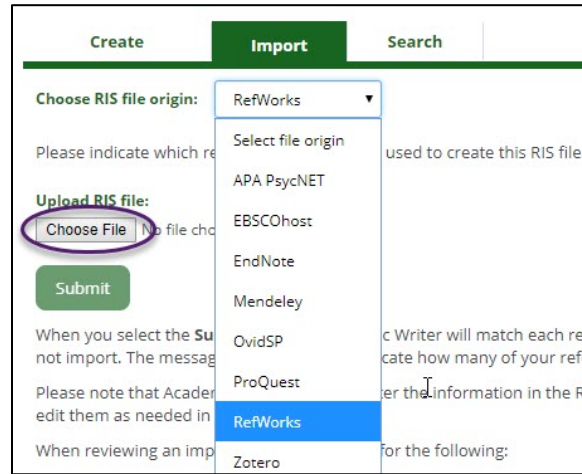 Create Import Search
Choose RIS file origin: RefWorks
Select file origin
Please indicate which re used to create this RIS file
APA PsycNET
Upload RIS file:
EBSCOhost
Choose File No file cho
EndNote
Submit
Mendeley
When you select the Su c Writer will match each re
OvidSP
not import. The messag cate how many of your ref
ProQuest
Please note that Acader ter the information in the R
edit them as needed in
RefWorks
When reviewing an imp for the following:
Zotero